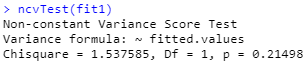 > ncvTest(fit1)
Non-constant Variance Score Test
Variance formula: ~ fitted.values
Chisquare = 1.537585, Df = 1, p = 0.21498